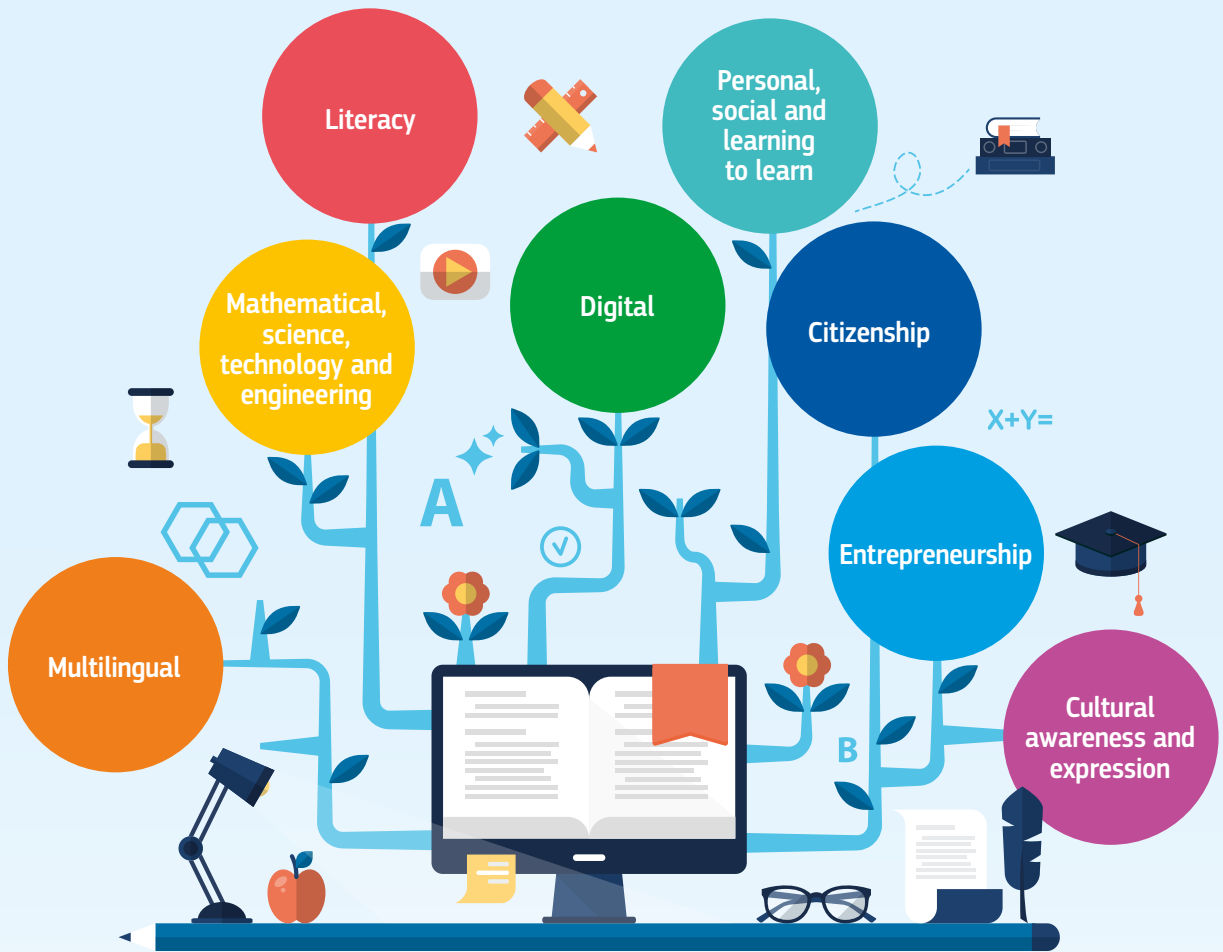 Literacy
Personal,
social and
learning
to learn
Mathematical,
science,
technology and
engineering
Digital
Citizenship
X+Y=
A
Entrepreneurship
Multilingual
Cultural
awareness and
expression
B